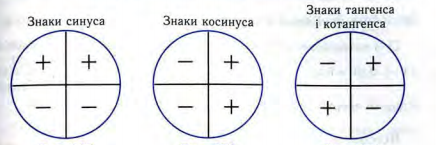 Знаки синуса
Знаки косинуса
Знаки тангенса
і котангенса
+ +
− −
− +
− +
− +
+ −